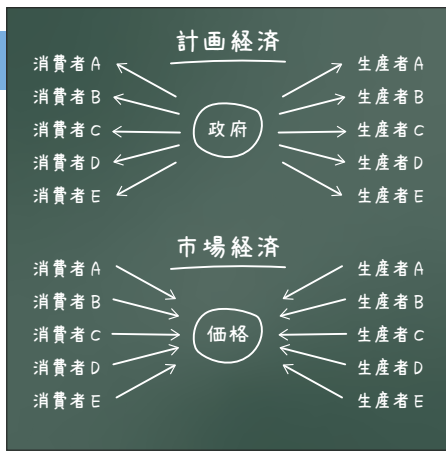 計画経済
消費者A 生産者A
消費者B 生産者B
消費者C 政府 生産者C
消費者D 生産者D
消費者E 生産者E
市場経済
消費者A 生産者A
消費者B 生産者B
消費者C 価格 生産者C
消費者D 生産者D
消費者E 生産者E